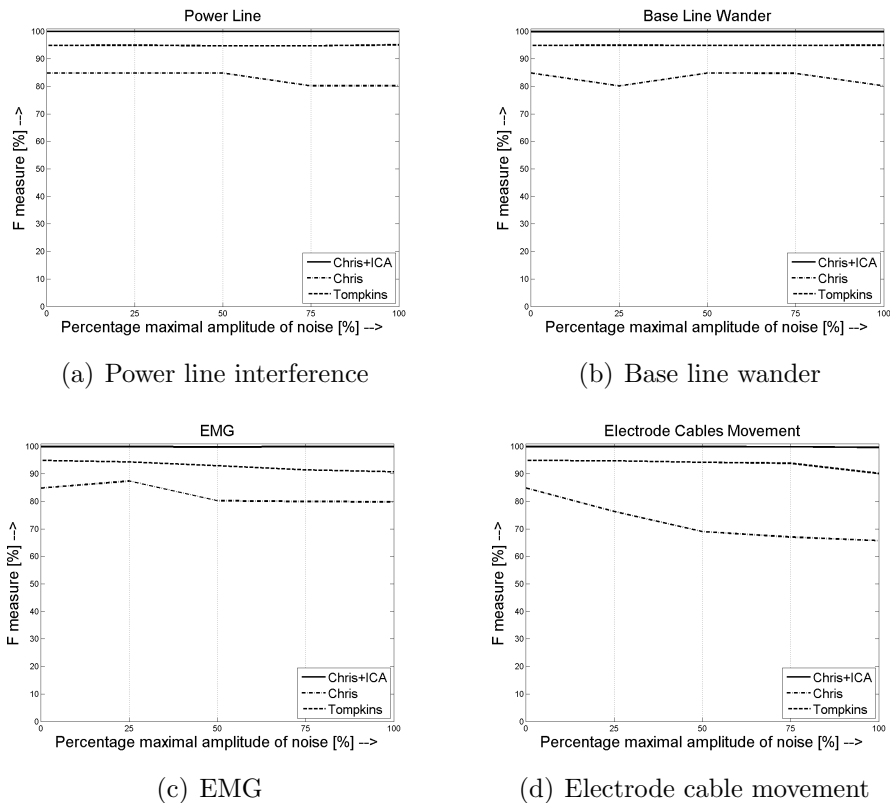 Power Line
100
90
80
70
60
50
40
30
20
10
0
F measure [%] -->
0 25 50 75 100
Percentage maximal amplitude of noise [%] -->
Chris+ICA
Chris
Tompkins
(a) Power line interference
Base Line Wander
100
90
80
70
60
50
40
30
20
10
0
F measure [%] -->
0 25 50 75 100
Percentage maximal amplitude of noise [%] -->
Chris+ICA
Chris
Tompkins
(b) Base line wander
EMG
100
90
80
70
60
50
40
30
20
10
0
F measure [%] -->
0 25 50 75 100
Percentage maximal amplitude of noise [%] -->
Chris+ICA
Chris
Tompkins
(c) EMG
Electrode Cables Movement
100
90
80
70
60
50
40
30
20
10
0
F measure [%] -->
0 25 50 75 100
Percentage maximal amplitude of noise [%] -->
Chris+ICA
Chris
Tompkins
(d) Electrode cable movement